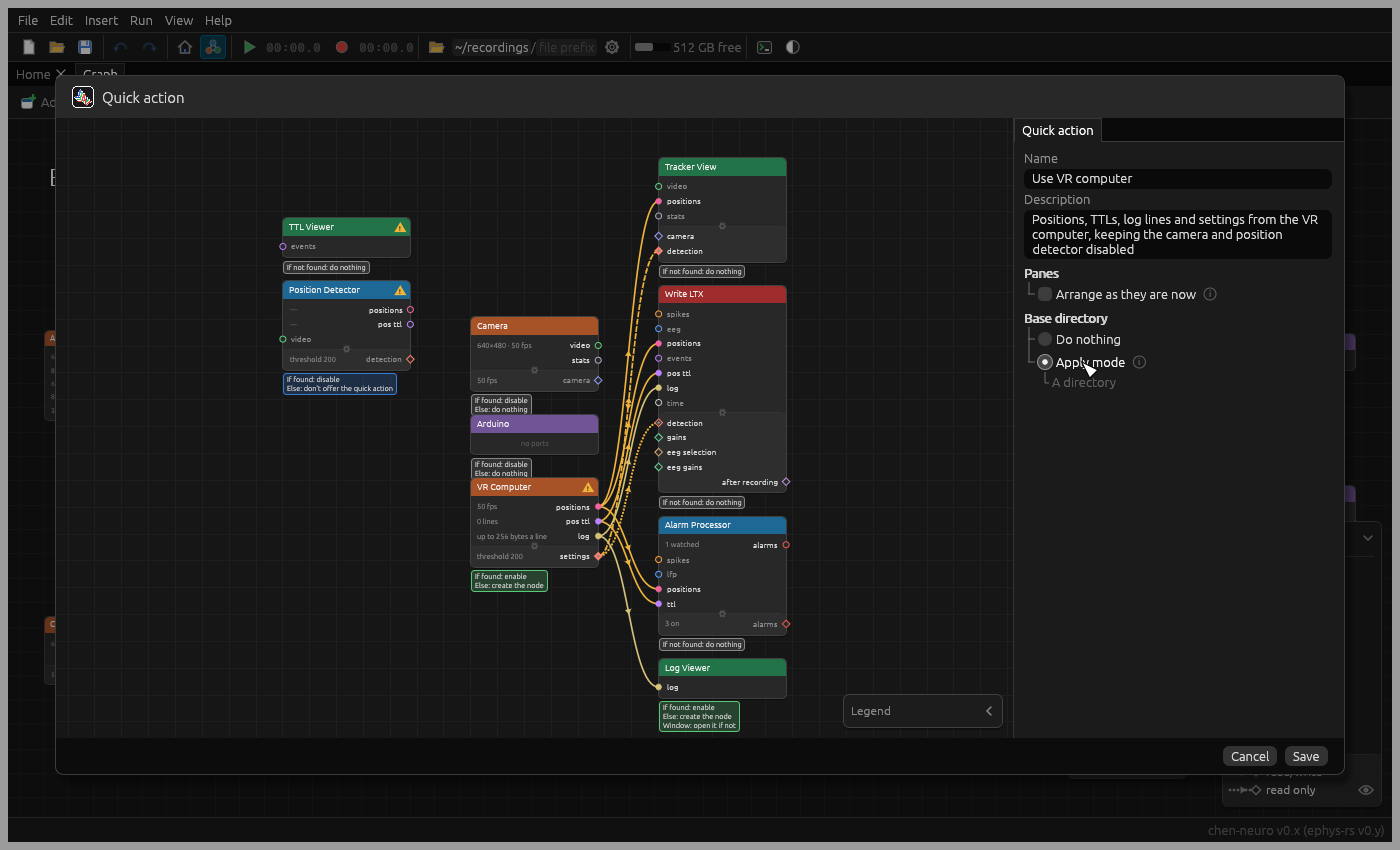 File Edit Insert Run View Help
00:00.0 00:00.0 ~/recordings/ file prefix 512 GB free
Home Graph
Quick action
Quick action
Name
Use VR computer
Description
Positions, TTLs, log lines and settings from the VR
computer, keeping the camera and position
detector disabled
Panes
Arrange as they are now
Base directory
Do nothing
Apply mode
A directory
TTL Viewer
events
If not found: do nothing
Position Detector
positions
pos ttl
video
threshold 200 detection
If found: disable
Else: don't offer the quick action
Camera
640×480 · 50 fps video
stats
50 fps camera
If found: disable
Else: do nothing
Arduino
no ports
If found: disable
Else: do nothing
VR Computer
50 fps positions
0 lines pos ttl
up to 256 bytes a line log
threshold 200 settings
If found: enable
Else: create the node
Tracker View
video
positions
stats
camera
detection
If not found: do nothing
Write LTX
spikes
eeg
positions
events
pos ttl
log
time
detection
gains
eeg selection
eeg gains
after recording
If not found: do nothing
Alarm Processor
1 watched alarms
spikes
lfp
positions
ttl
3 on alarms
If not found: do nothing
Log Viewer
log
If found: enable
Else: create the node
Window: open it if not
Legend
Cancel Save
read only
chen-neuro v0.x (ephys-rs v0.y)